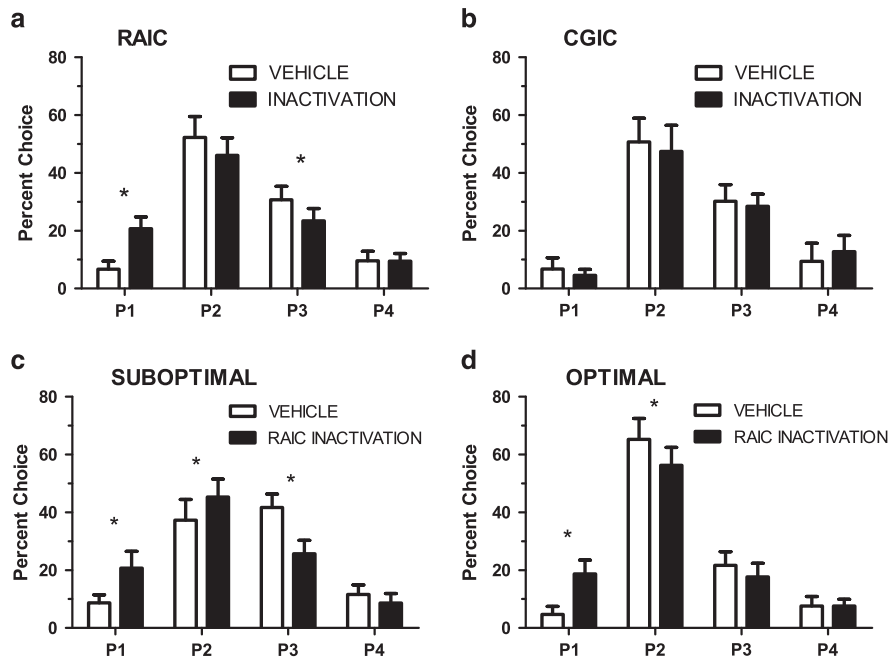 a
RAIC
80
60
40
20
0
Percent Choice
VEHICLE
INACTIVATION
*
*
P1 P2 P3 P4
b
CGIC
80
60
40
20
0
Percent Choice
VEHICLE
INACTIVATION
P1 P2 P3 P4
c
SUBOPTIMAL
80
60
40
20
0
Percent Choice
VEHICLE
RAIC INACTIVATION
*
*
*
P1 P2 P3 P4
d
OPTIMAL
80
60
40
20
0
Percent Choice
VEHICLE
RAIC INACTIVATION
*
*
P1 P2 P3 P4